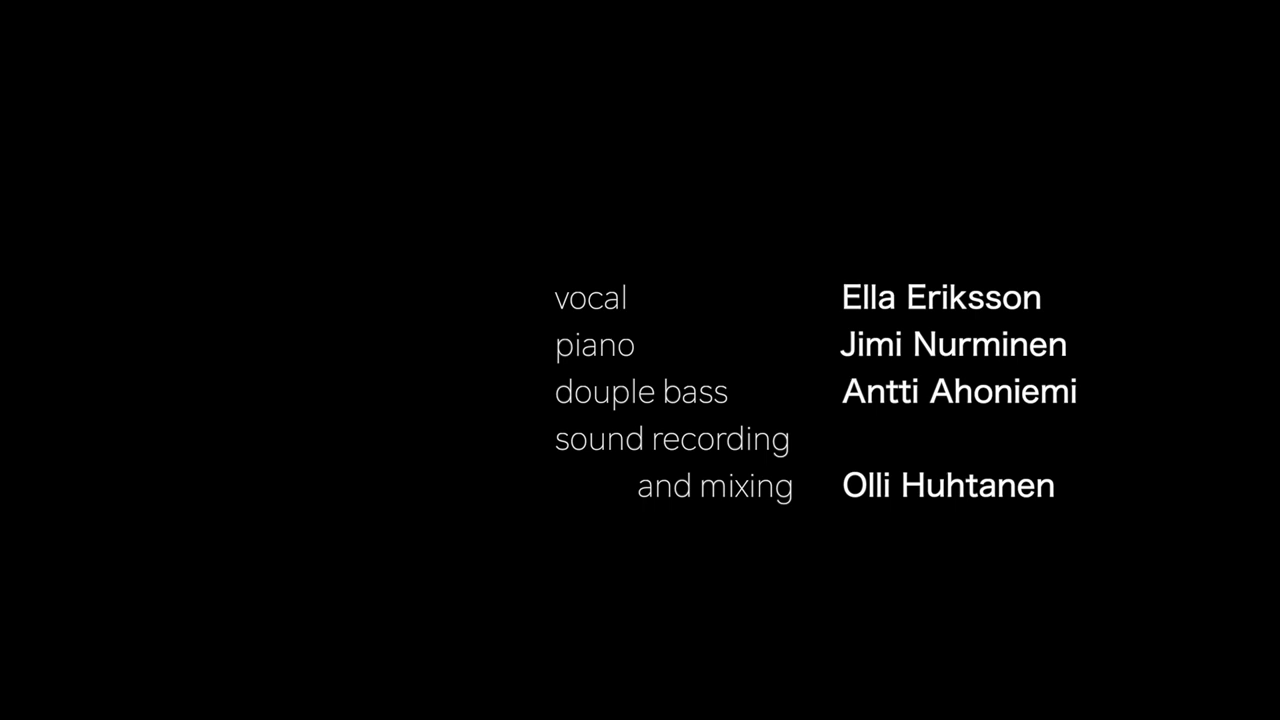 vocal Ella Eriksson
piano Jimi Nurminen
douple bass Antti Ahoniemi
sound recording
and mixing Olli Huhtanen